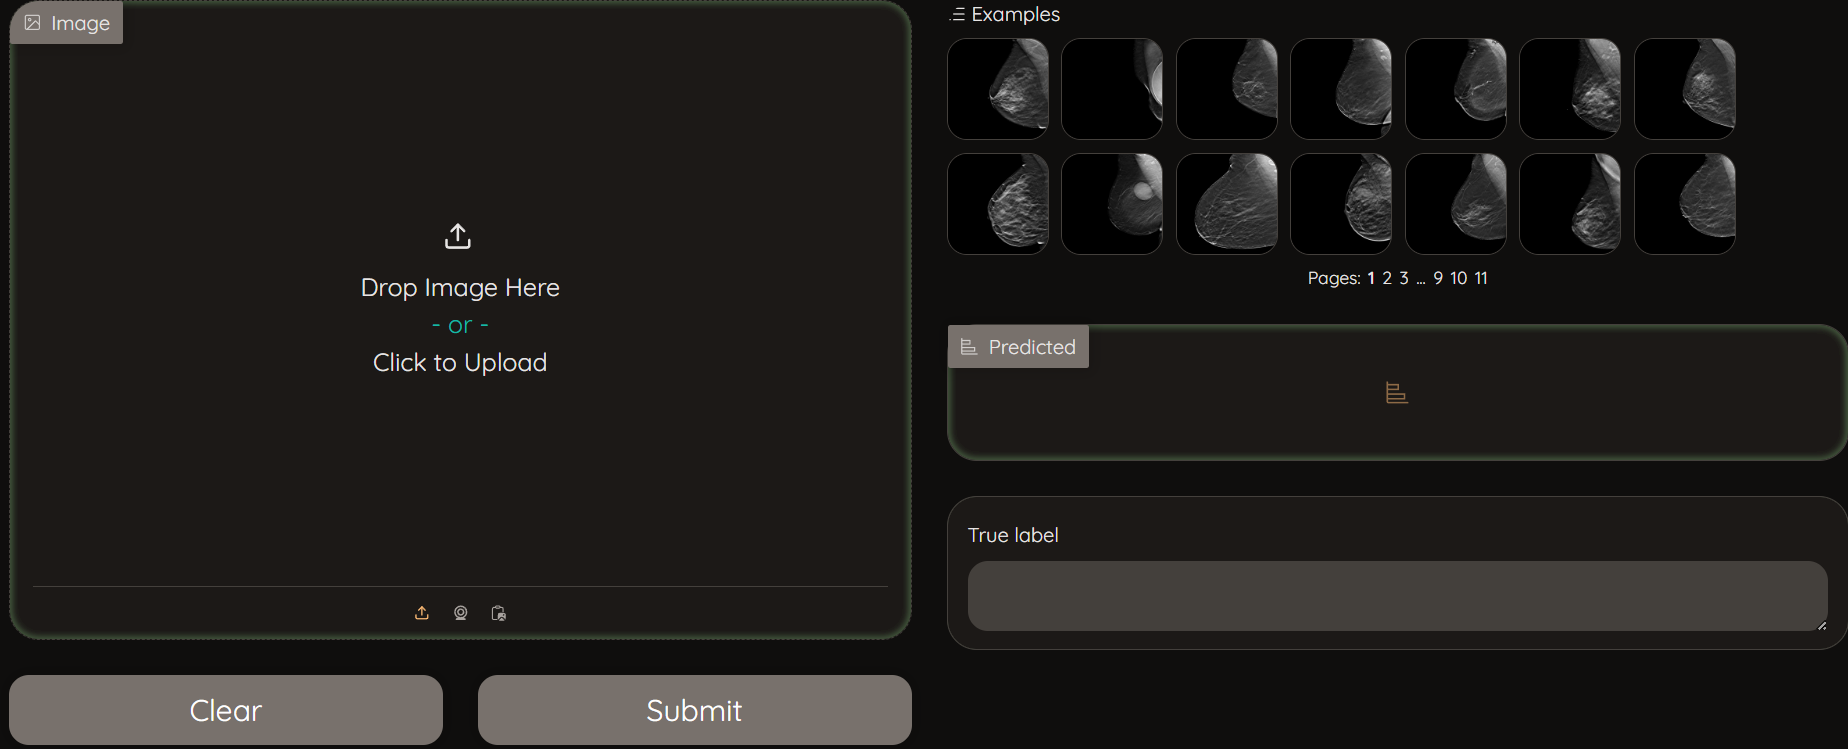 Image
Drop Image Here
- or -
Click to Upload
Clear
Submit
Examples
Pages: 1 2 3 ... 9 10 11
Predicted
True label